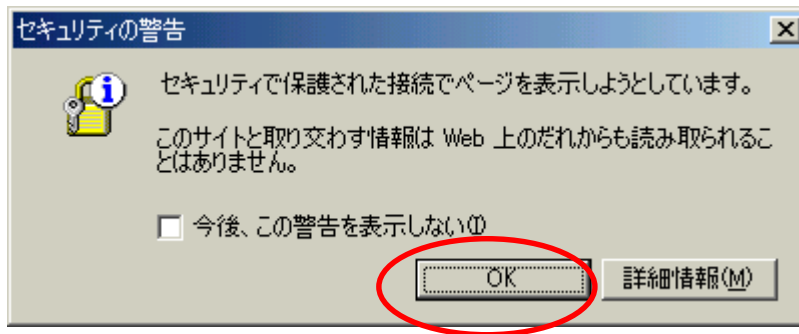 セキュリティの警告
セキュリティで保護された接続でページを表示しようとしています。
このサイトと取り交わす情報は Web 上のだれからも読み取られるこ
とはありません。
今後、この警告を表示しない(I)
OK
詳細情報(M)